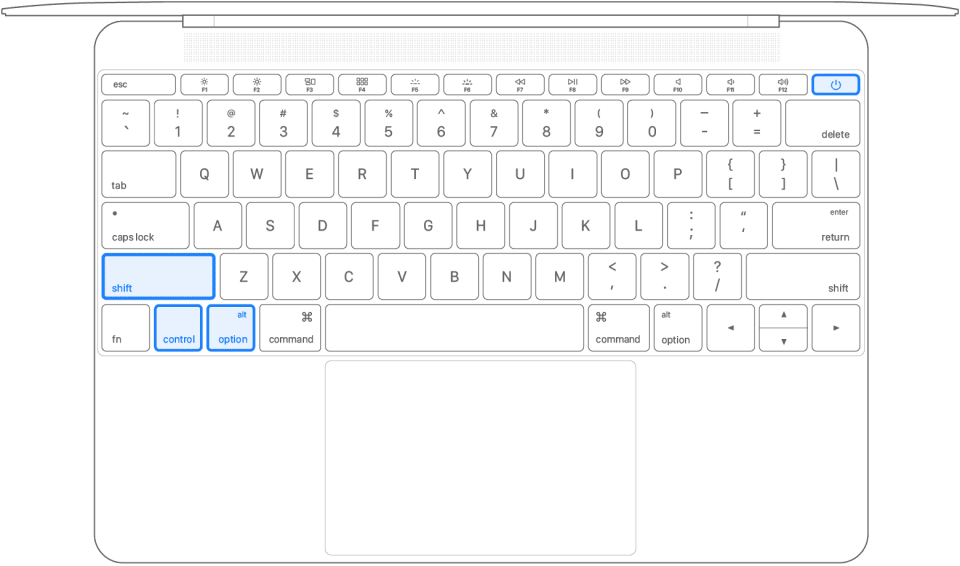 esc F1 F2 F3 F4 F5 F6 F7 F8 F9 F10 F11 F12
~ ! @ # $ % ^ & * ( ) — +
` 1 2 3 4 5 6 7 8 9 0 - =
delete
tab Q W E R T Y U I O P { [ } ] | \
caps lock A S D F G H J K L : ; “ ‘ enter return
shift Z X C V B N M < , > . ? / shift
fn control alt option ⌘ command ⌘ command alt option ◀ ▲ ▼ ▶